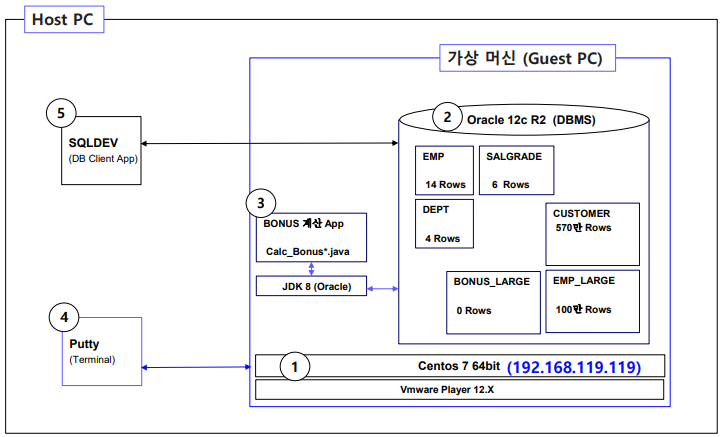 Host PC
가상 머신 (Guest PC)
5
SQLDEV
(DB Client App)
2
Oracle 12c R2 (DBMS)
EMP
14 Rows
SALGRADE
6 Rows
DEPT
4 Rows
CUSTOMER
570만 Rows
BONUS_LARGE
0 Rows
EMP_LARGE
100만 Rows
3
BONUS 계산 App
Calc_Bonus*.java
JDK 8 (Oracle)
4
Putty
(Terminal)
1
Centos 7 64bit (192.168.119.119)
Vmware Player 12.X